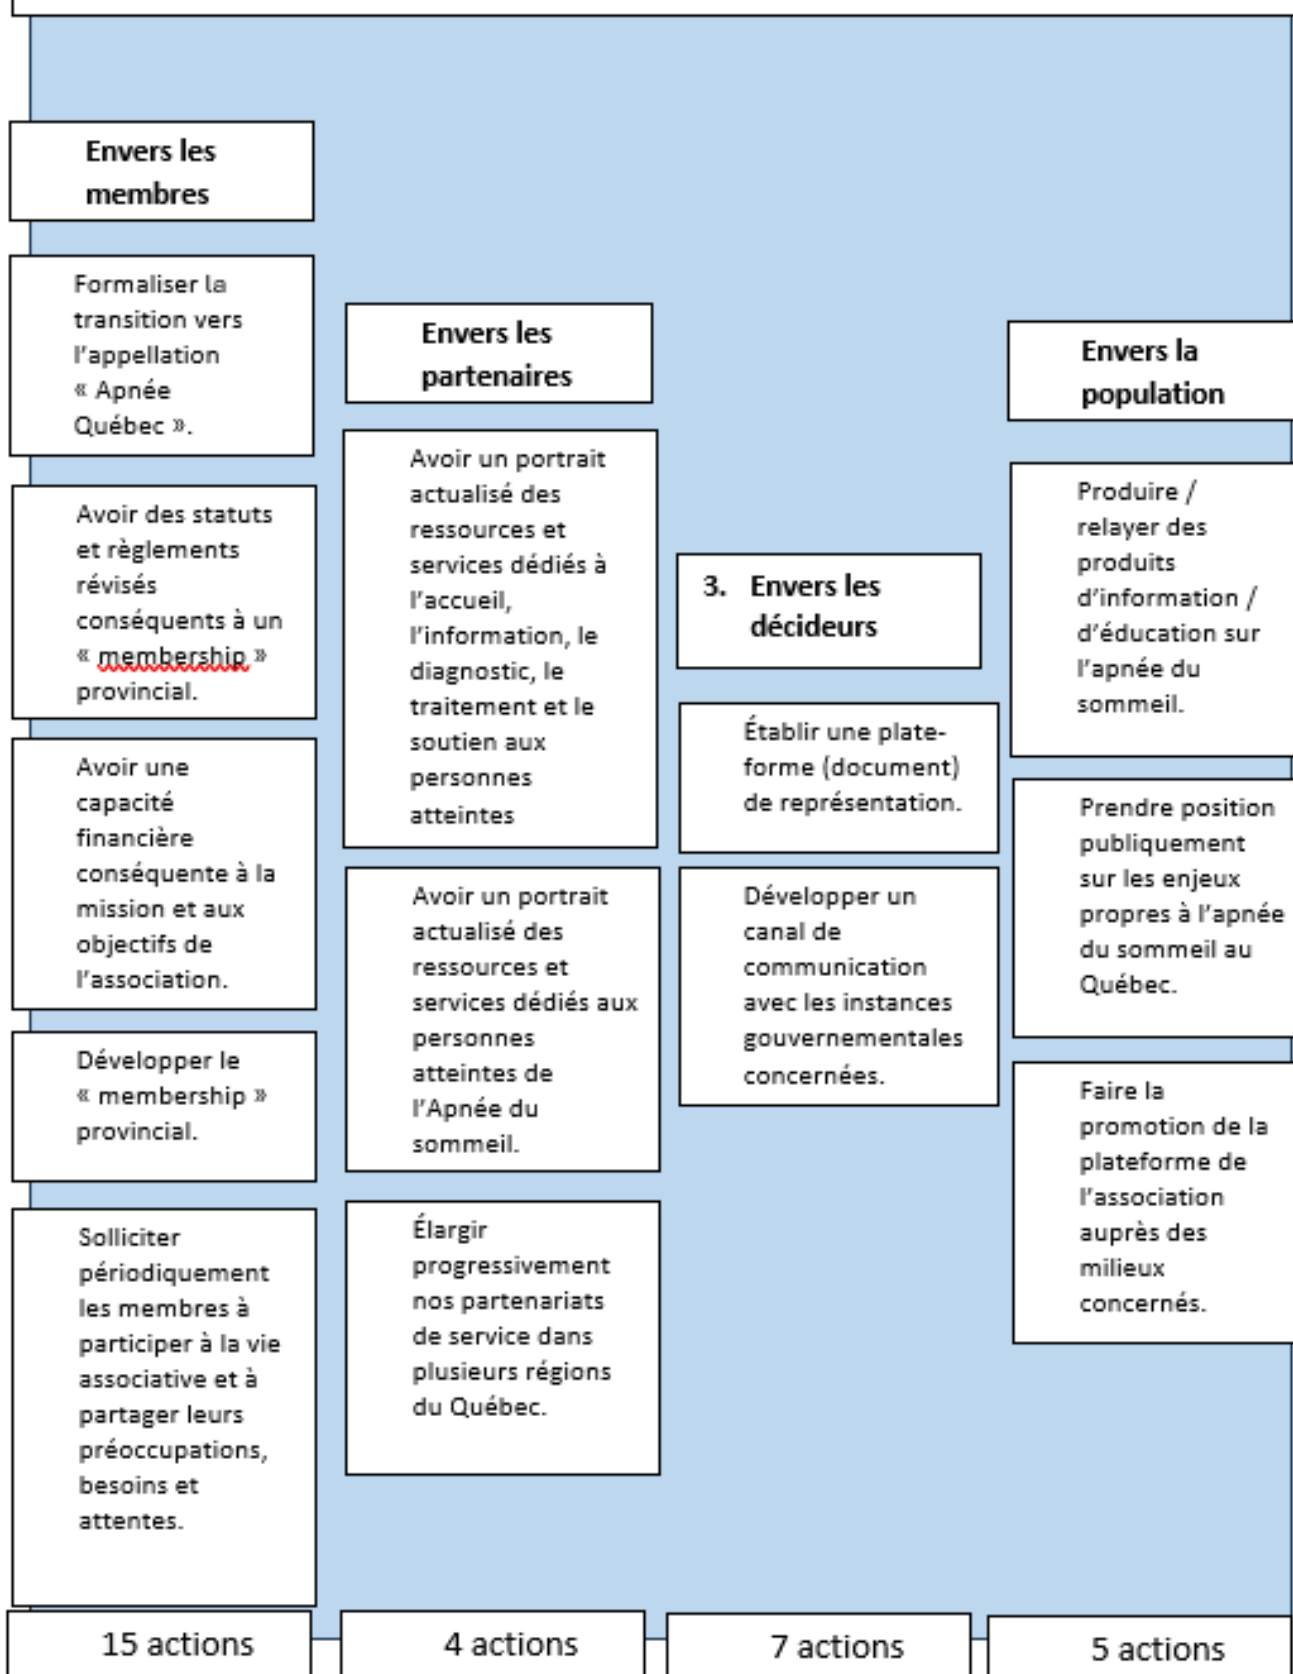 Envers les
membres
Formaliser la
transition vers
l'appellation
« Apnée
Québec ».
Avoir des statuts
et règlements
révisés
conséquents à un
« membership »
provincial.
Avoir une
capacité
financière
conséquente à la
mission et aux
objectifs de
l'association.
Développer le
« membership »
provincial.
Solliciter
périodiquement
les membres à
participer à la vie
associative et à
partager leurs
préoccupations,
besoins et
attentes.
15 actions
Envers les
partenaires
Avoir un portrait
actualisé des
ressources et
services dédiés à
l'accueil,
l'information, le
diagnostic, le
traitement et le
soutien aux
personnes
atteintes
Avoir un portrait
actualisé des
ressources et
services dédiés aux
personnes
atteintes de
l'Apnée du
sommeil.
Élargir
progressivement
nos partenariats
de service dans
plusieurs régions
du Québec.
4 actions
3. Envers les
décideurs
Établir une plate-
forme (document)
de représentation.
Développer un
canal de
communication
avec les instances
gouvernementales
concernées.
7 actions
Envers la
population
Produire /
relayer des
produits
d'information /
d'éducation sur
l'apnée du
sommeil.
Prendre position
publiquement
sur les enjeux
propres à l'apnée
du sommeil au
Québec.
Faire la
promotion de la
plateforme de
l'association
auprès des
milieux
concernés.
5 actions